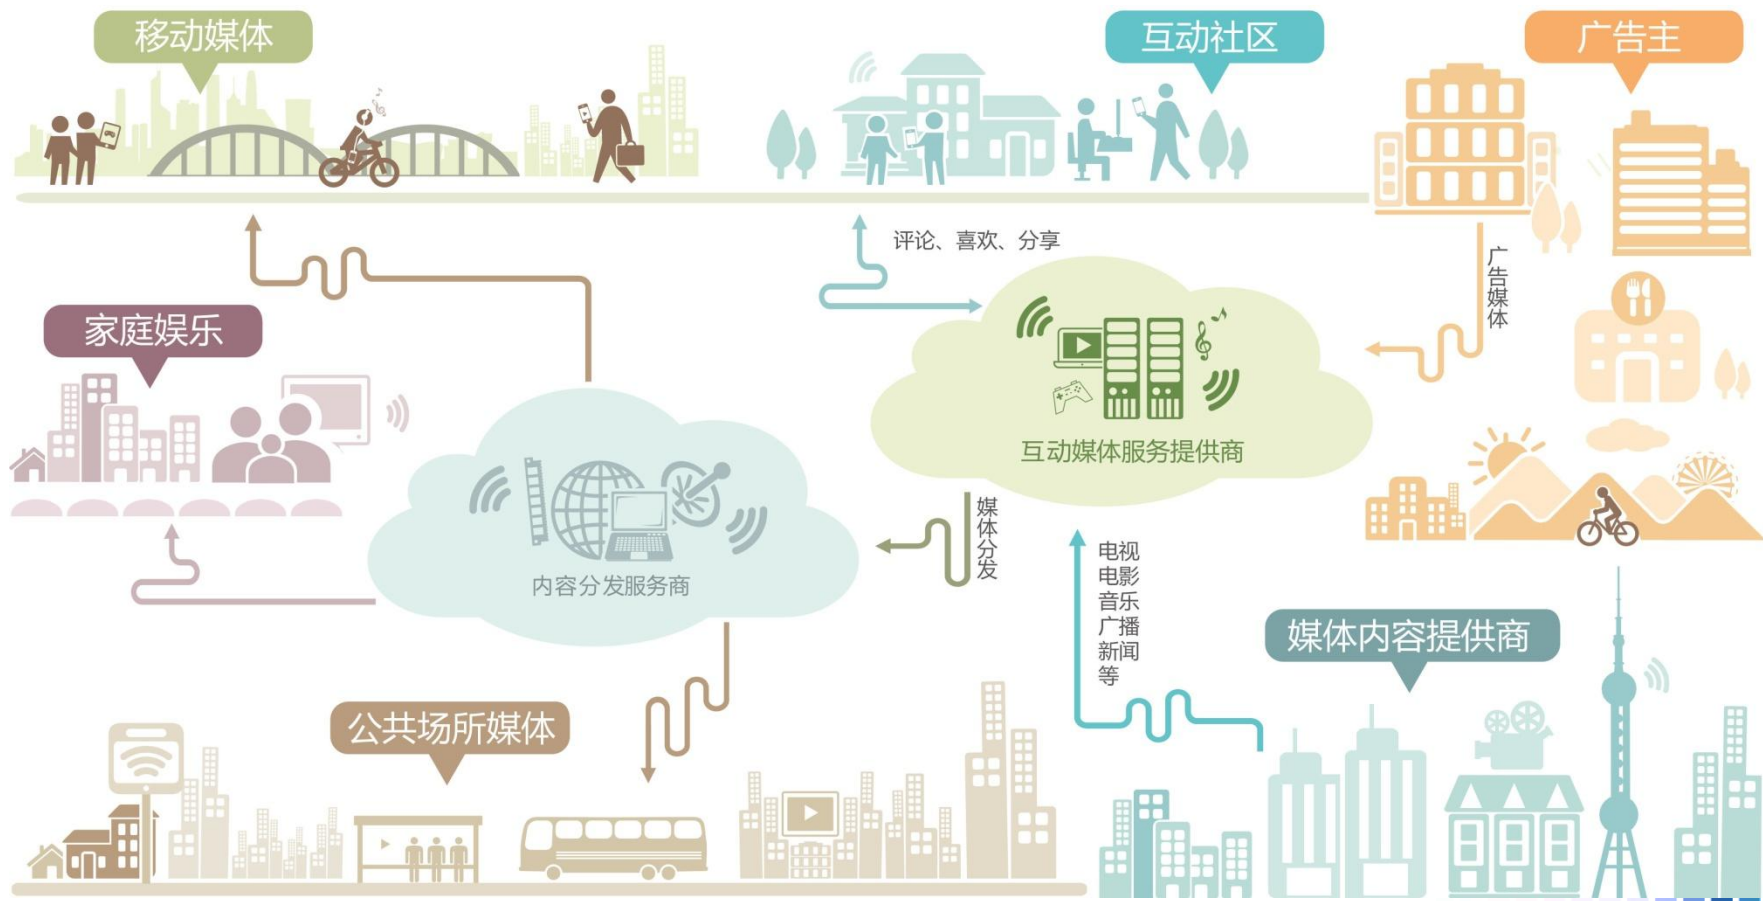 移动媒体
互动社区
广告主
评论、喜欢、分享
广告媒体
家庭娱乐
互动媒体服务提供商
媒体分发
内容分发服务商
电视
电影
音乐
广播
新闻
等
媒体内容提供商
公共场所媒体